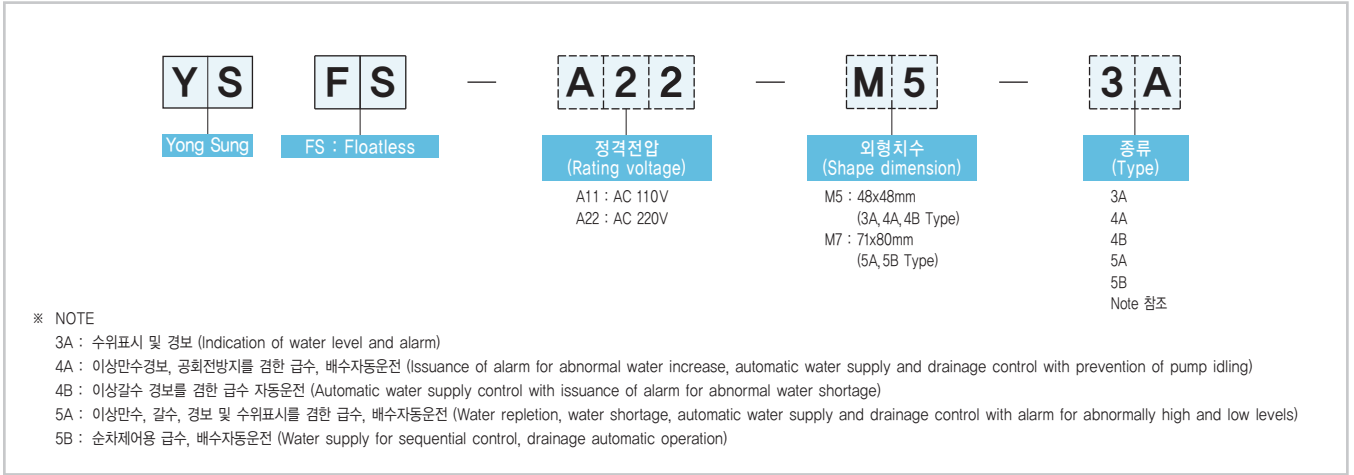 YS FS — A22 — M5 — 3A
Yong Sung
FS : Floatless
정격전압
(Rating voltage)
A11 : AC 110V
A22 : AC 220V
외형치수
(Shape dimension)
M5 : 48x48mm
(3A, 4A, 4B Type)
M7 : 71x80mm
(5A, 5B Type)
종류
(Type)
3A
4A
4B
5A
5B
Note 참조
※ NOTE
3A : 수위표시 및 경보 (Indication of water level and alarm)
4A : 이상만수경보, 공회전방지를 겸한 급수, 배수자동운전 (Issuance of alarm for abnormal water increase, automatic water supply and drainage control with prevention of pump idling)
4B : 이상갈수 경보를 겸한 급수 자동운전 (Automatic water supply control with issuance of alarm for abnormal water shortage)
5A : 이상만수, 갈수, 경보 및 수위표시를 겸한 급수, 배수자동운전 (Water repletion, water shortage, automatic water supply and drainage control with alarm for abnormally high and low levels)
5B : 순차제어용 급수, 배수자동운전 (Water supply for sequential control, drainage automatic operation)